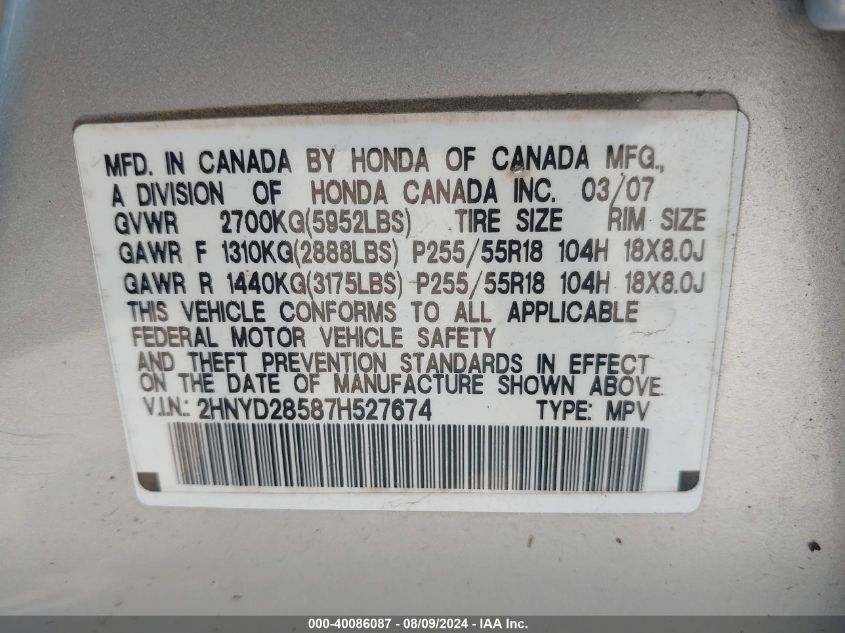 MFD. IN CANADA BY HONDA OF CANADA MFG.,
A DIVISION OF HONDA CANADA INC. 03/07
GVWR 2700KG(5952LBS) TIRE SIZE RIM SIZE
GAWR F 1310KG(2888LBS) P255/55R18 104H 18X8.0J
GAWR R 1440KG(3175LBS) P255/55R18 104H 18X8.0J
THIS VEHICLE CONFORMS TO ALL APPLICABLE
FEDERAL MOTOR VEHICLE SAFETY
AND THEFT PREVENTION STANDARDS IN EFFECT
ON THE DATE OF MANUFACTURE SHOWN ABOVE.
V.I.N.: 2HNYD28587H527674 TYPE: MPV
000-40086087 - 08/09/2024 - IAA Inc.